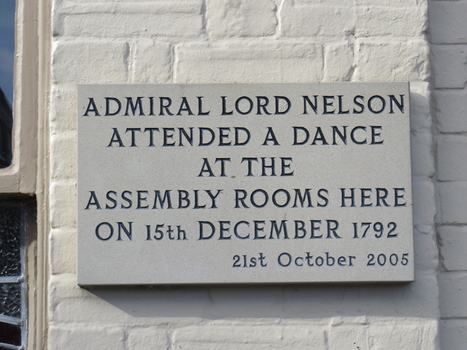 ADMIRAL LORD NELSON
ATTENDED A DANCE
AT THE
ASSEMBLY ROOMS HERE
ON 15th DECEMBER 1792
21st October 2005